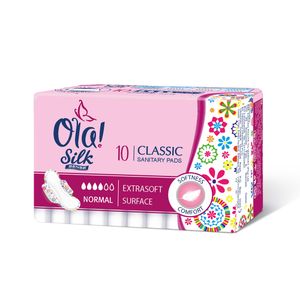 Ola!
Silk
10 CLASSIC
SANITARY PADS
NORMAL
EXTRASOFT
SURFACE
SOFTNESS
COMFORT